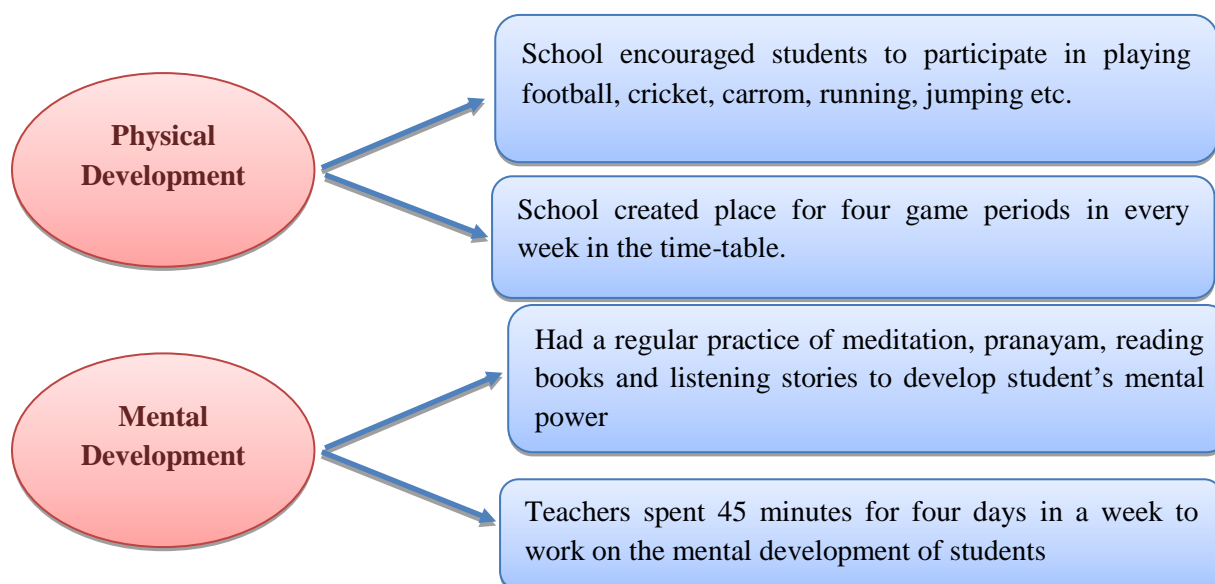 Physical
Development
School encouraged students to participate in playing
football, cricket, carrom, running, jumping etc.
School created place for four game periods in every
week in the time-table.
Mental
Development
Had a regular practice of meditation, pranayam, reading
books and listening stories to develop student’s mental
power
Teachers spent 45 minutes for four days in a week to
work on the mental development of students